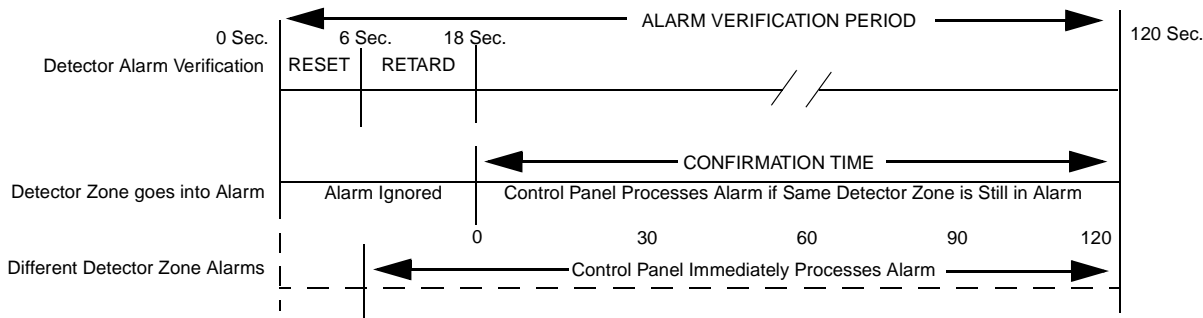 ALARM VERIFICATION PERIOD
0 Sec. 6 Sec. 18 Sec. 120 Sec.
Detector Alarm Verification RESET RETARD
CONFIRMATION TIME
Detector Zone goes into Alarm Alarm Ignored Control Panel Processes Alarm if Same Detector Zone is Still in Alarm
0 30 60 90 120
Different Detector Zone Alarms Control Panel Immediately Processes Alarm